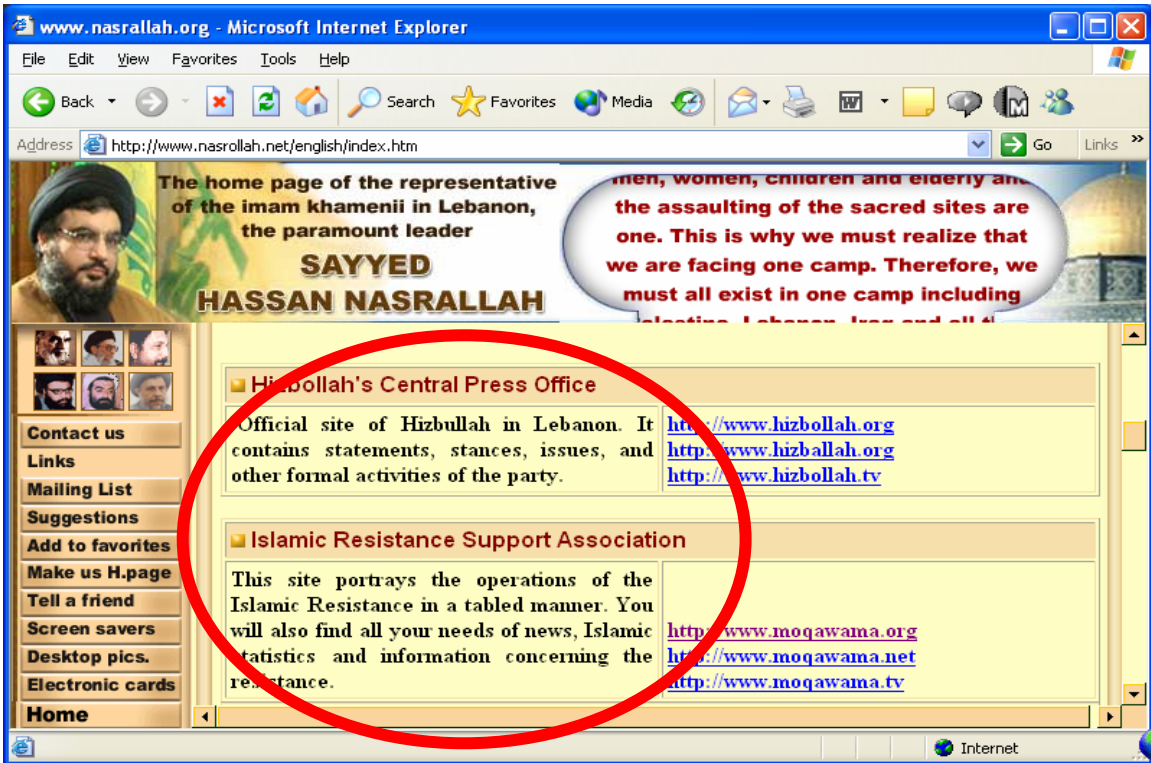 www.nasrallah.org - Microsoft Internet Explorer
File Edit View Favorites Tools Help
Back Search Favorites Media
Address http://www.nasrollah.net/english/index.htm Go Links »
The home page of the representative
of the imam khamenii in Lebanon,
the paramount leader
SAYYED
HASSAN NASRALLAH
men, women, children and elderly and
the assaulting of the sacred sites are
one. This is why we must realize that
we are facing one camp. Therefore, we
must all exist in one camp including
Lebanon, Iraq and all
Contact us
Links
Mailing List
Suggestions
Add to favorites
Make us H.page
Tell a friend
Screen savers
Desktop pics.
Electronic cards
Home
Hizbollah's Central Press Office
Official site of Hizbullah in Lebanon. It
contains statements, stances, issues, and
other formal activities of the party.
http://www.hizbollah.org
http://www.hizballah.org
http://www.hizbollah.tv
Islamic Resistance Support Association
This site portrays the operations of the
Islamic Resistance in a tabled manner. You
will also find all your needs of news, Islamic
statistics and information concerning the
resistance.
http://www.moqawama.org
http://www.moqawama.net
http://www.moqawama.tv
Internet